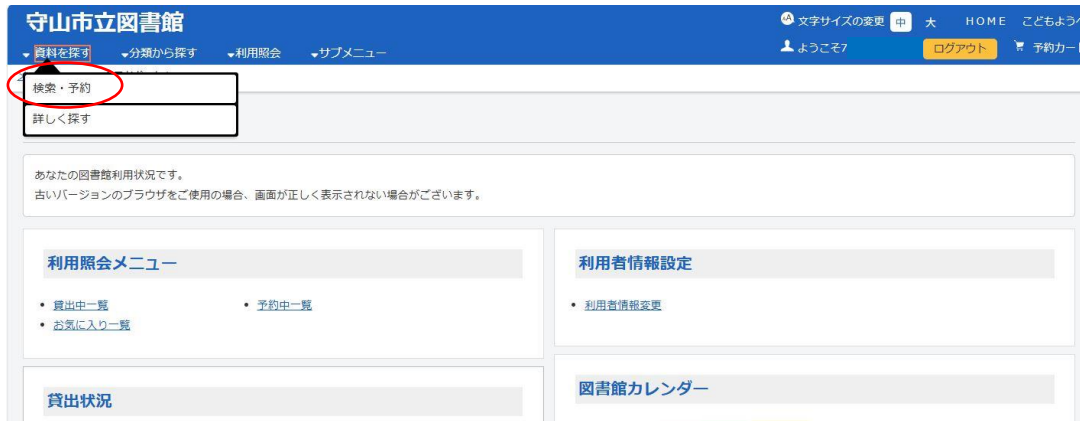 守山市立図書館
文字サイズの変更 中 大 HOME こどもよう
資料を探す 分類から探す 利用照会 サブメニュー
ようこそ7 ログアウト 予約カー
検索・予約
詳しく探す
あなたの図書館利用状況です。
古いバージョンのブラウザをご使用の場合、画面が正しく表示されない場合がございます。
利用照会メニュー
• 貸出中一覧 • 予約中一覧
• お気に入り一覧
利用者情報設定
• 利用者情報変更
貸出状況
図書館カレンダー